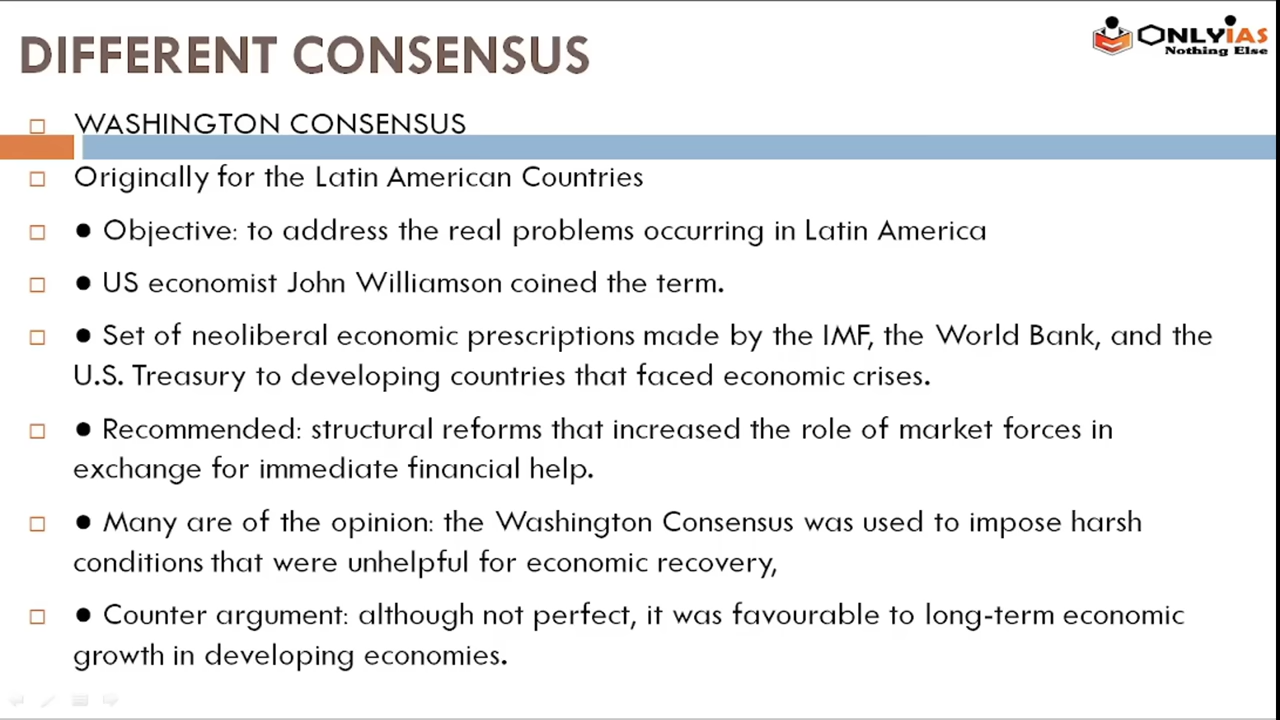 DIFFERENT CONSENSUS
ONLYIAS
Nothing Else
WASHINGTON CONSENSUS
Originally for the Latin American Countries
● Objective: to address the real problems occurring in Latin America
● US economist John Williamson coined the term.
● Set of neoliberal economic prescriptions made by the IMF, the World Bank, and the
U.S. Treasury to developing countries that faced economic crises.
● Recommended: structural reforms that increased the role of market forces in
exchange for immediate financial help.
● Many are of the opinion: the Washington Consensus was used to impose harsh
conditions that were unhelpful for economic recovery,
● Counter argument: although not perfect, it was favourable to long-term economic
growth in developing economies.